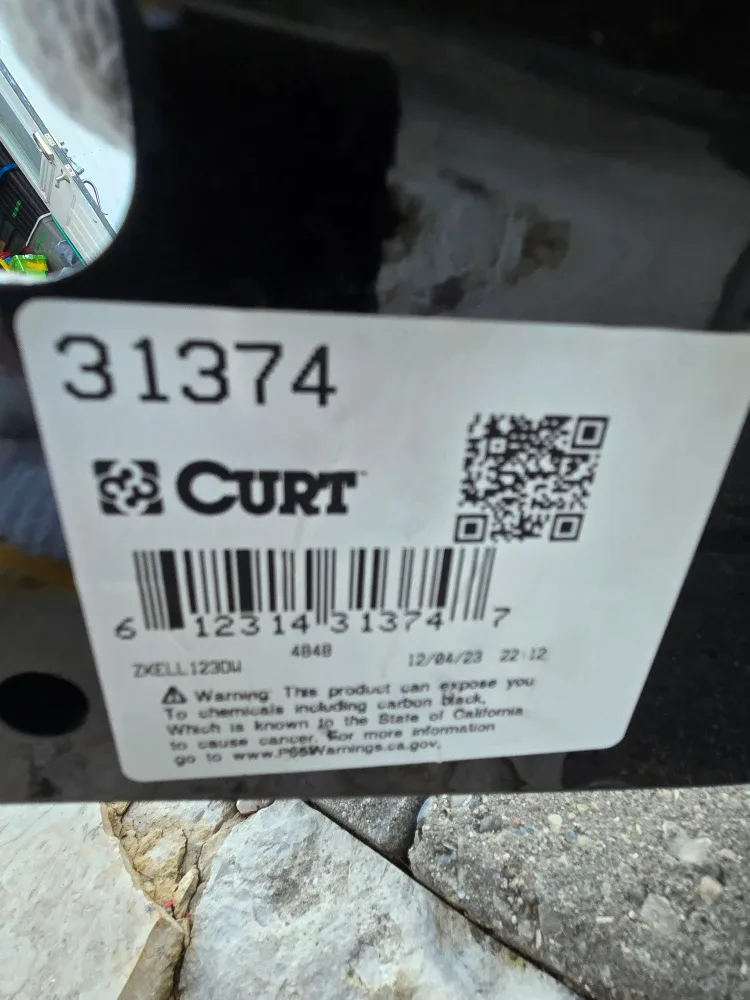 31374
CURT
6 12314 31374 7
4848
ZKELL1230W 12/04/23 22:12
⚠ Warning: This product can expose you
To chemicals including carbon black,
Which is known to the State of California
to cause cancer. For more information
go to www.P65Warnings.ca.gov.